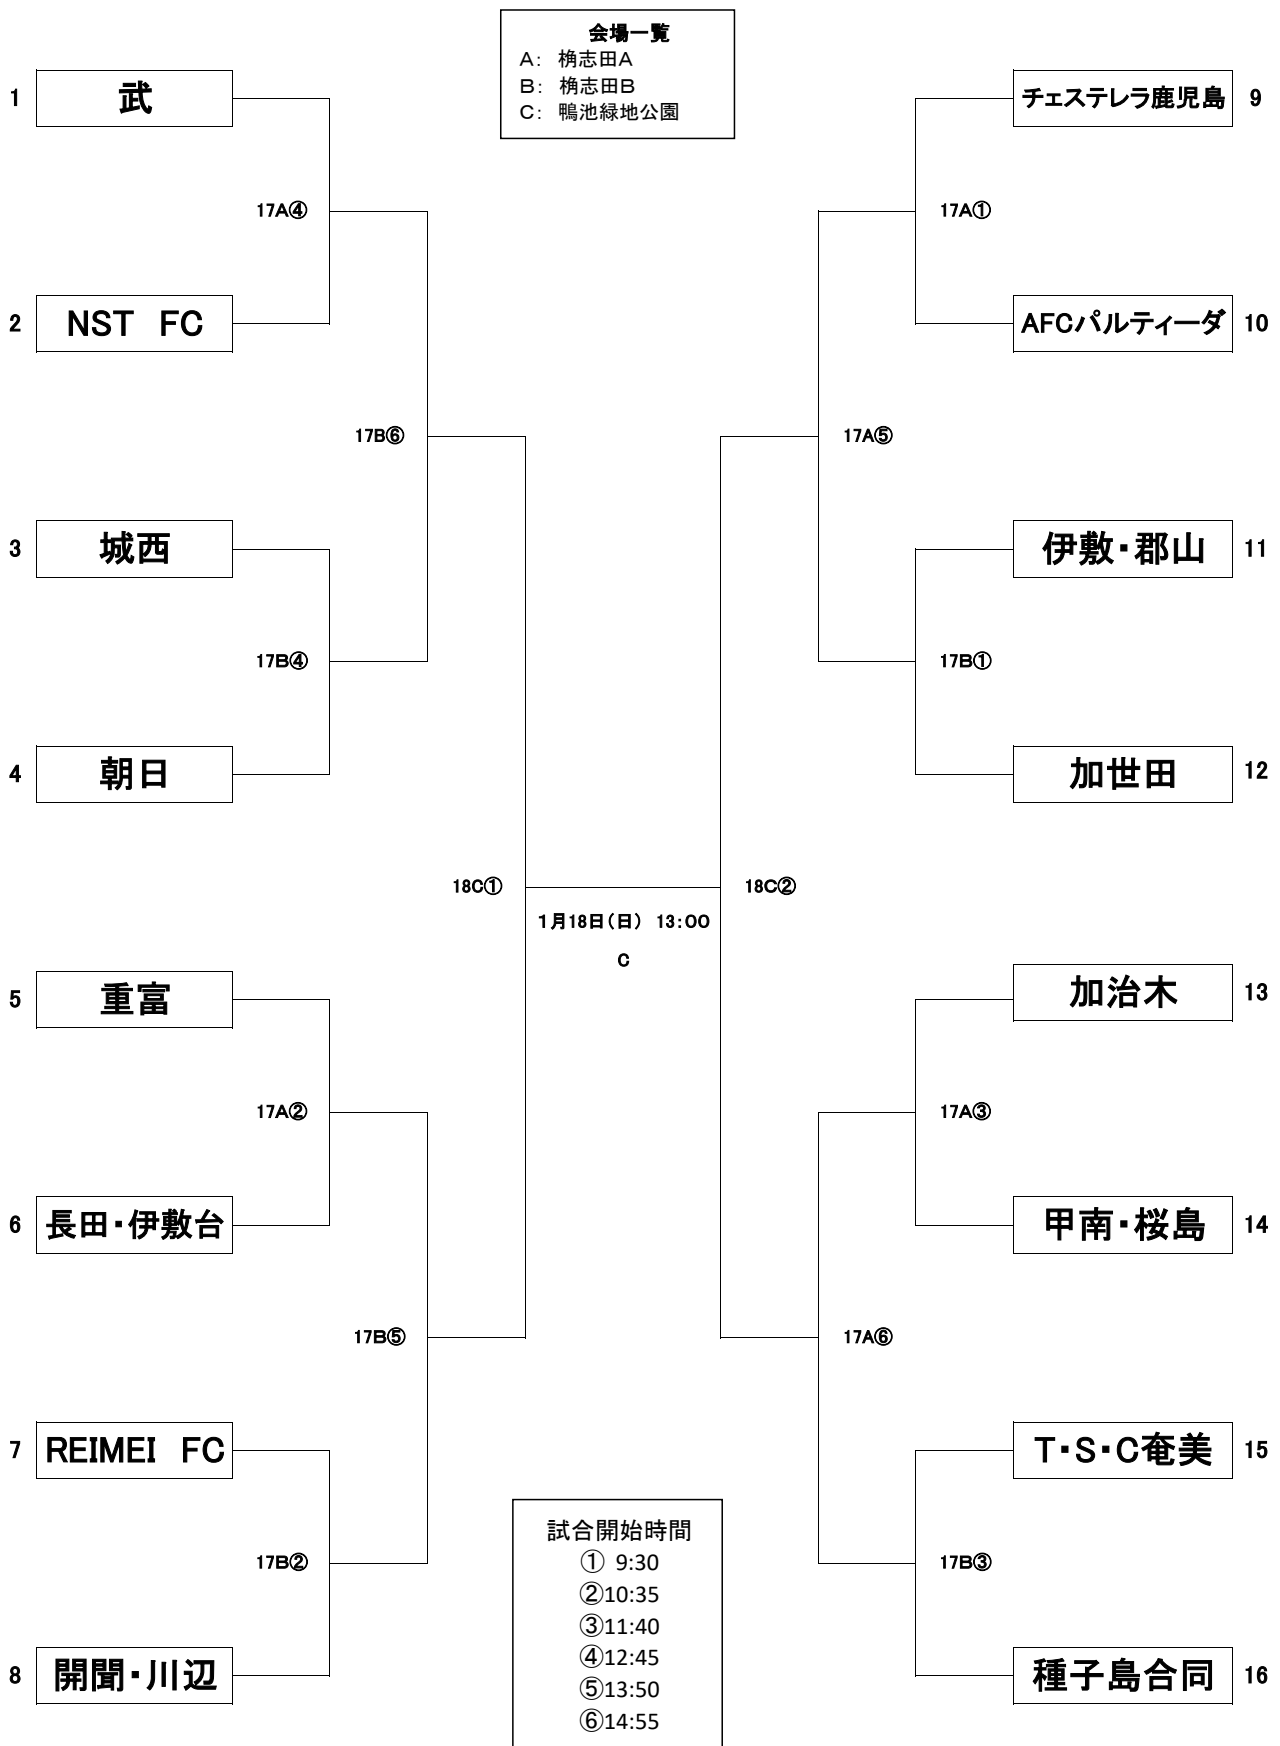 会場一覧
A: 桷志田A
B: 桷志田B
C: 鴨池緑地公園
1 武
チェステレラ鹿児島 9
17A④
17A①
2 NST FC
AFCパルティーダ 10
17B⑥
17A⑤
3 城西
伊敷・郡山 11
17B④
17B①
4 朝日
加世田 12
18C①
18C②
1月18日(日) 13:00
C
5 重富
加治木 13
17A②
17A③
6 長田・伊敷台
甲南・桜島 14
17B⑤
17A⑥
7 REIMEI FC
T・S・C奄美 15
17B②
17B③
8 開聞・川辺
種子島合同 16
試合開始時間
① 9:30
②10:35
③11:40
④12:45
⑤13:50
⑥14:55